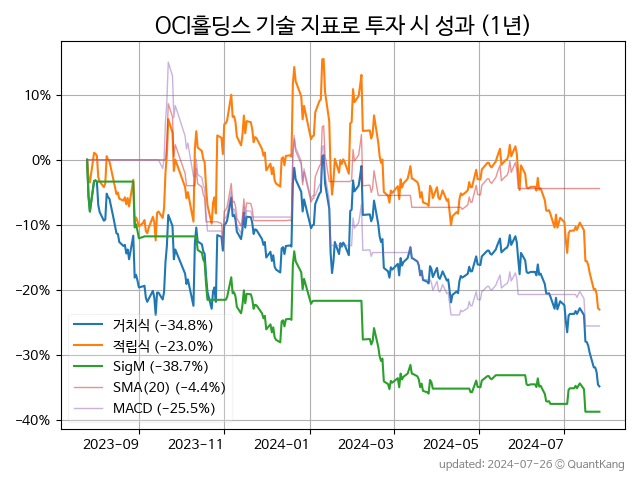 OCI홀딩스 기술 지표로 투자 시 성과 (1년)
10%
0%
−10%
−20%
−30%
−40%
거치식 (−34.8%)
적립식 (−23.0%)
SigM (−38.7%)
SMA(20) (−4.4%)
MACD (−25.5%)
2023-09 2023-11 2024-01 2024-03 2024-05 2024-07
updated: 2024-07-26 © QuantKang